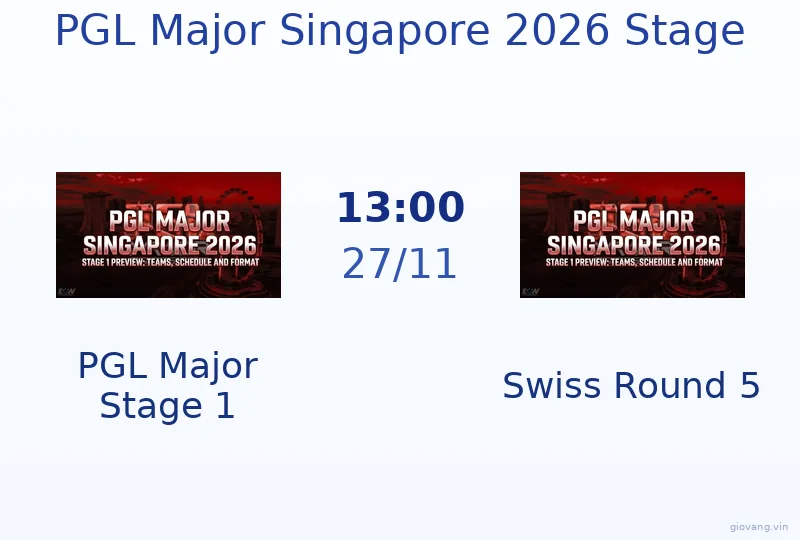 PGL Major Singapore 2026 Stage
PGL MAJOR
SINGAPORE 2026
STAGE 1 PREVIEW: TEAMS, SCHEDULE AND FORMAT
13:00
27/11
PGL MAJOR
SINGAPORE 2026
STAGE 1 PREVIEW: TEAMS, SCHEDULE AND FORMAT
PGL Major
Stage 1
Swiss Round 5
giovang.vin